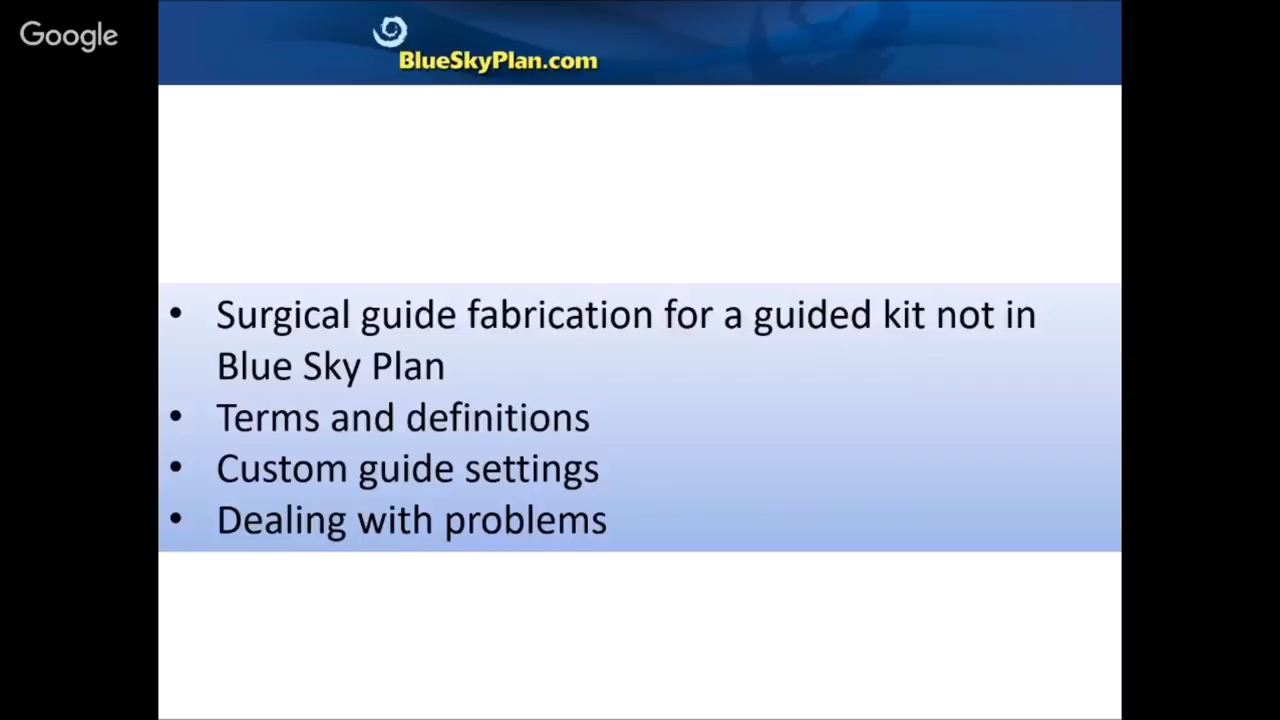 Google
BlueSkyPlan.com
• Surgical guide fabrication for a guided kit not in
Blue Sky Plan
• Terms and definitions
• Custom guide settings
• Dealing with problems